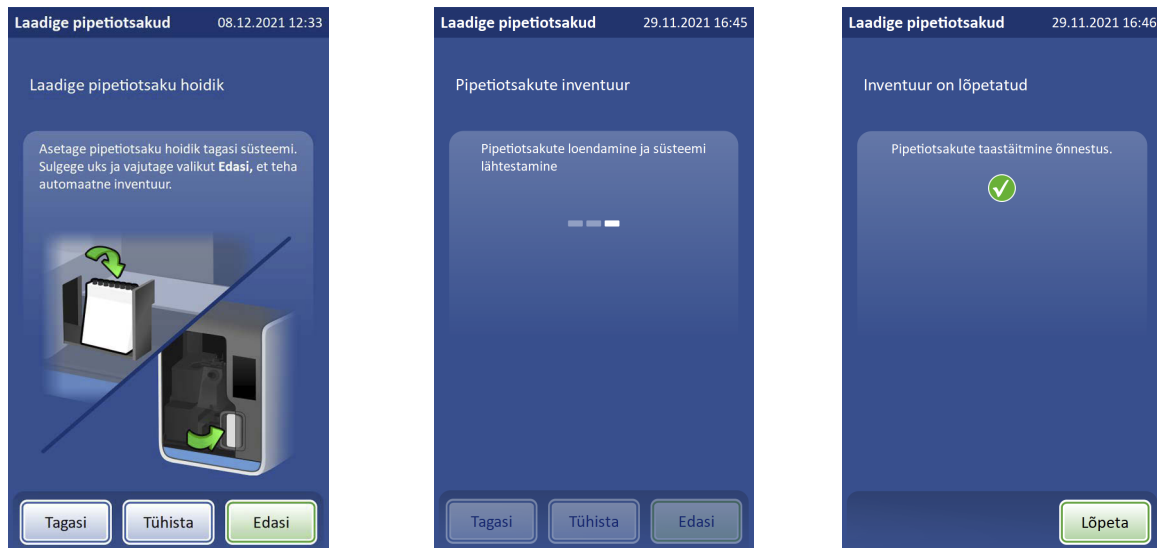 Laadige pipetiotsakud 08.12.2021 12:33
Laadige pipetiotsaku hoidik
Asetage pipetiotsaku hoidik tagasi süsteemi.
Sulgege uks ja vajutage valikut Edasi, et teha
automaatne inventuur.
Tagasi Tühista Edasi
Laadige pipetiotsakud 29.11.2021 16:45
Pipetiotsakute inventuur
Pipetiotsakute loendamine ja süsteemi
lähtestamine
Tagasi Tühista Edasi
Laadige pipetiotsakud 29.11.2021 16:46
Inventuur on lõpetatud
Pipetiotsakute taastäitmine õnnestus.
Lõpeta